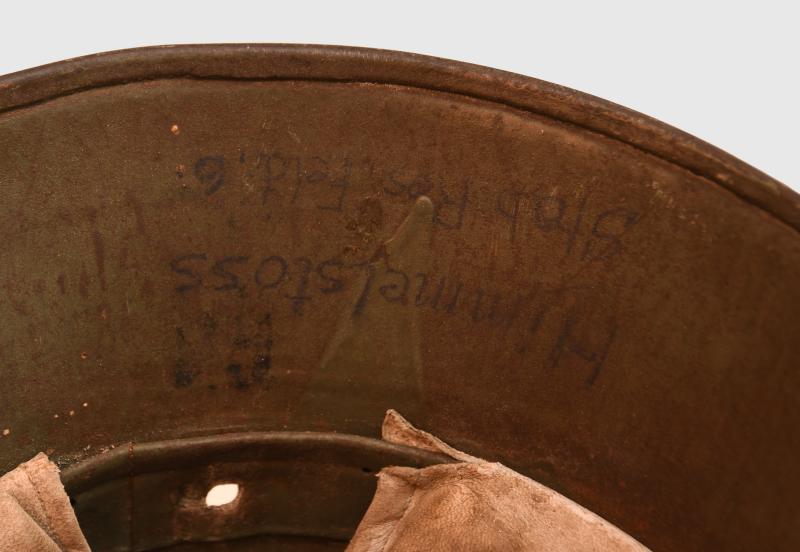 Himmelstoss
Stab Res. Feld. 6